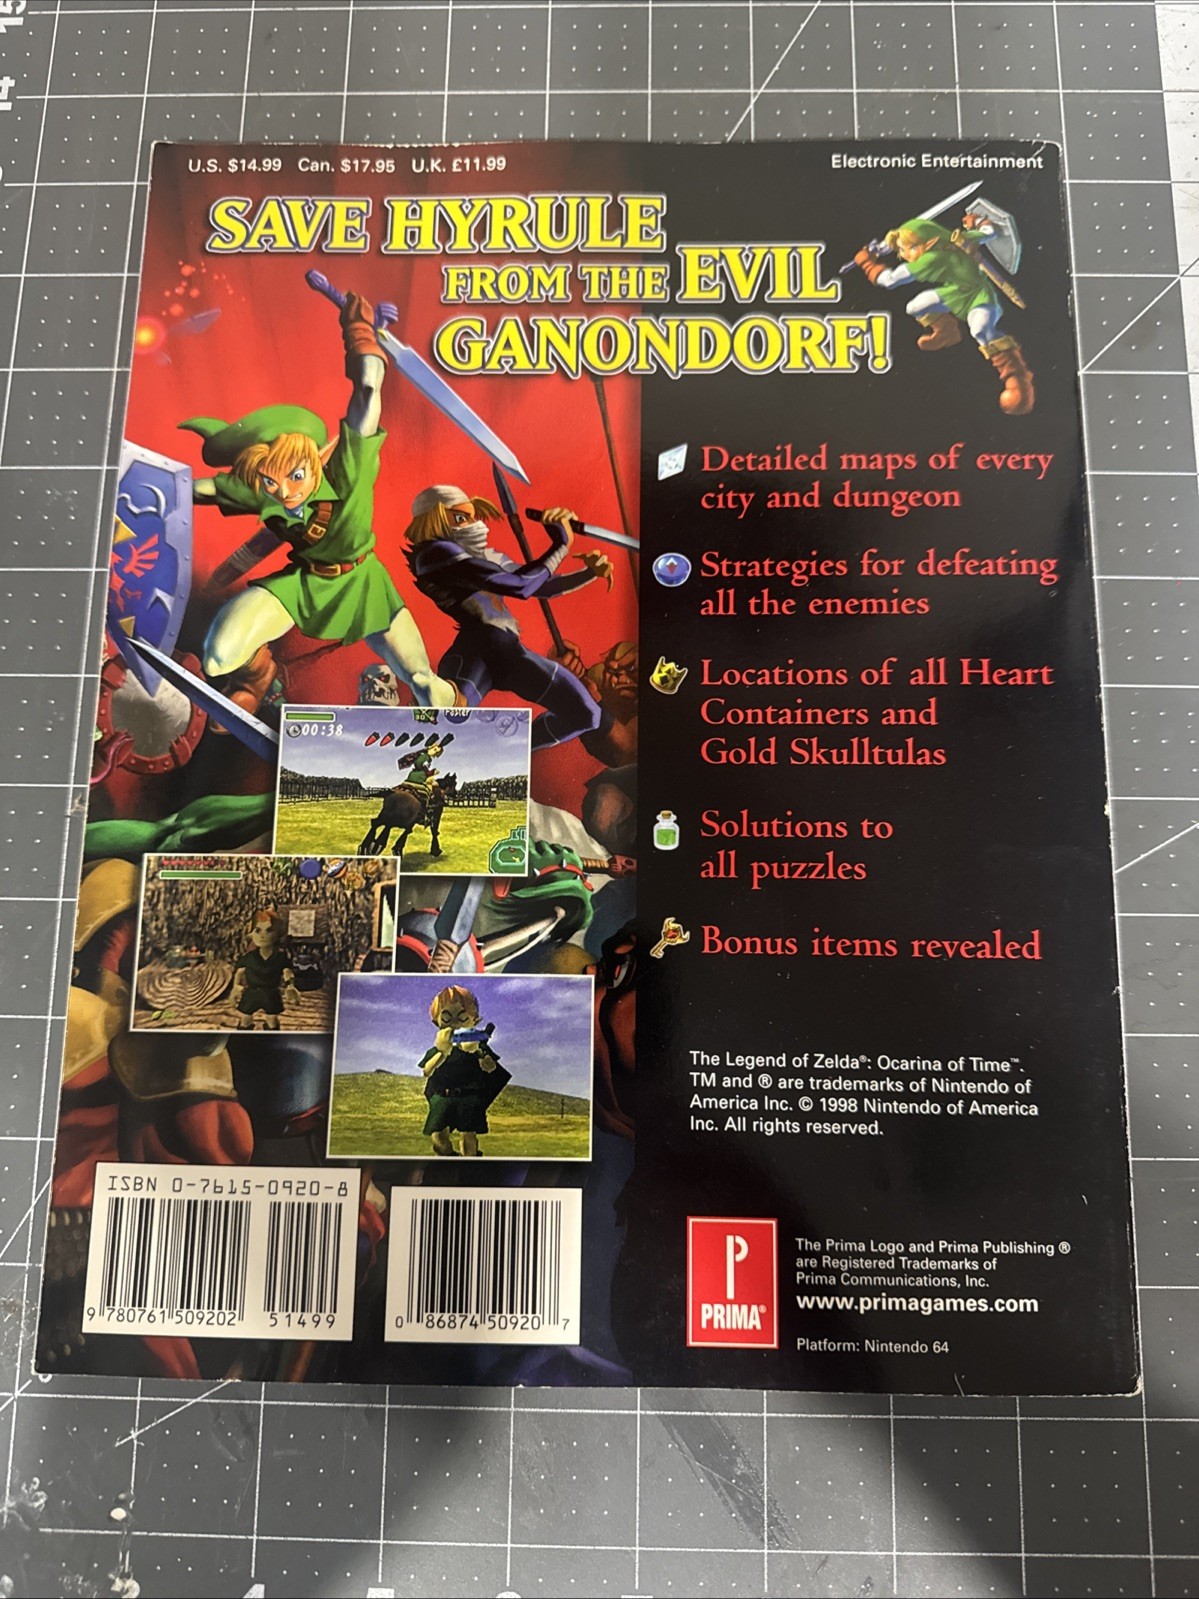 U.S. $14.99 Can. $17.95 U.K. £11.99
Electronic Entertainment
SAVE HYRULE
FROM THE EVIL
GANONDORF!
Detailed maps of every
city and dungeon
Strategies for defeating
all the enemies
Locations of all Heart
Containers and
Gold Skulltulas
Solutions to
all puzzles
Bonus items revealed
00:38
Faster
The Legend of Zelda®: Ocarina of Time™.
TM and ® are trademarks of Nintendo of
America Inc. © 1998 Nintendo of America
Inc. All rights reserved.
ISBN 0-7615-0920-8
9 780761 509202
51499
0 86874 50920 7
PRIMA®
The Prima Logo and Prima Publishing ®
are Registered Trademarks of
Prima Communications, Inc.
www.primagames.com
Platform: Nintendo 64